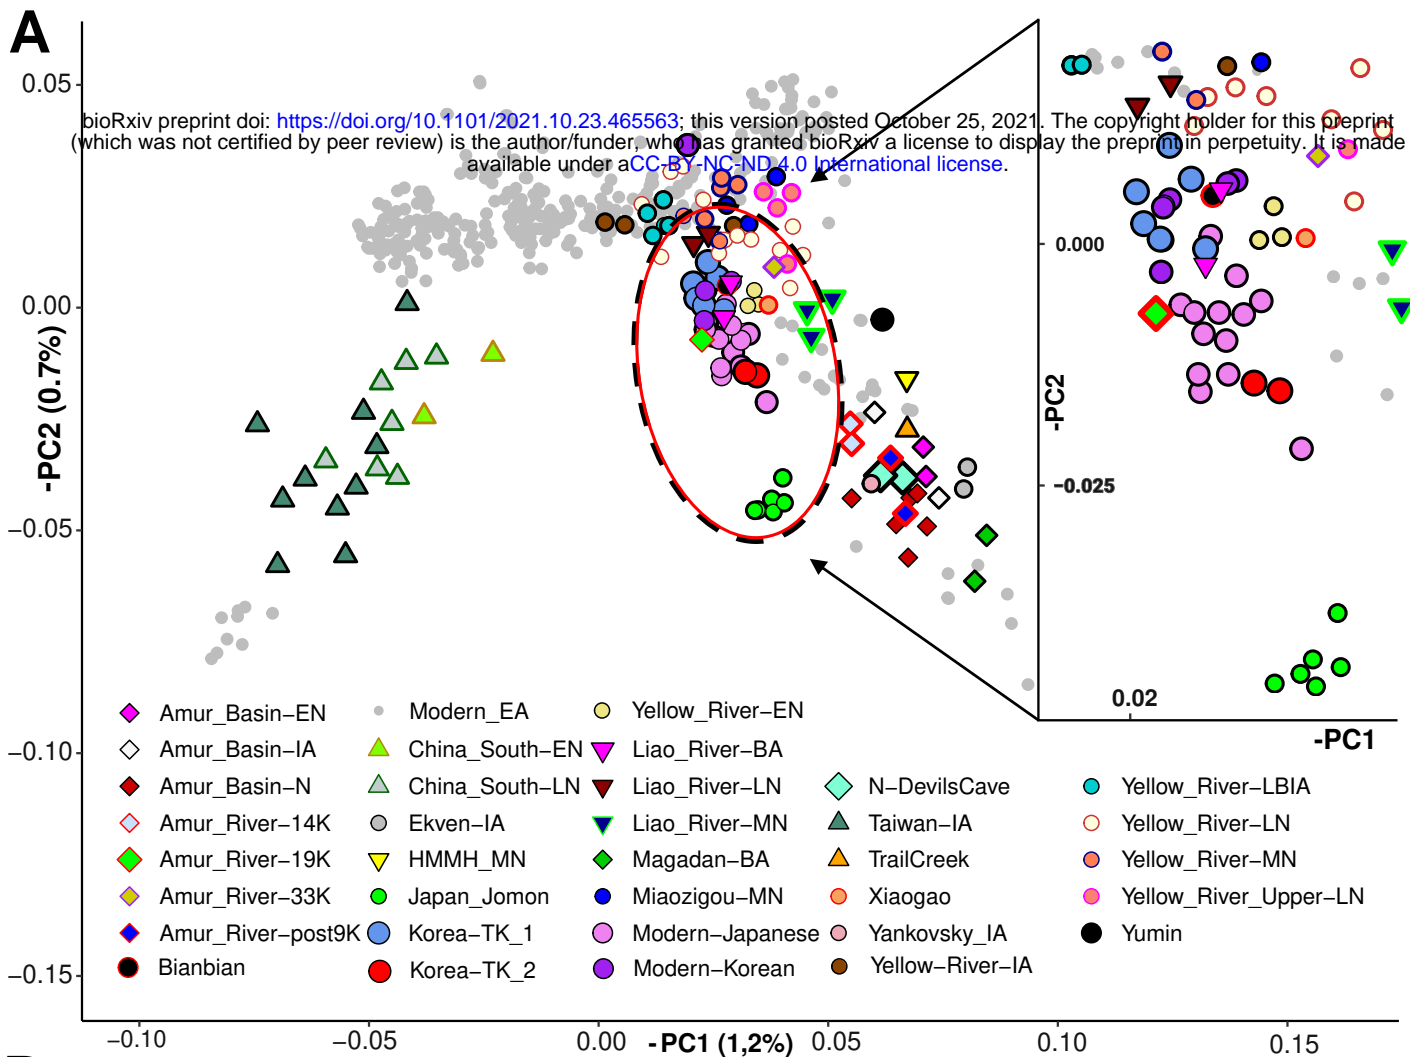 A
0.05
bioRxiv preprint doi: https://doi.org/10.1101/2021.10.23.465563; this version posted October 25, 2021. The copyright holder for this preprint
(which was not certified by peer review) is the author/funder, who has granted bioRxiv a license to display the preprint in perpetuity. It is made
available under aCC-BY-NC-ND 4.0 International license.
0.00
−0.05
−0.10
−0.15
-PC2 (0.7%)
0.000
−0.025
-PC2
0.02
-PC1
Amur_Basin−EN
Amur_Basin−IA
Amur_Basin−N
Amur_River−14K
Amur_River−19K
Amur_River−33K
Amur_River−post9K
Bianbian
Modern_EA
China_South−EN
China_South−LN
Ekven−IA
HMMH_MN
Japan_Jomon
Korea−TK_1
Korea−TK_2
Yellow_River−EN
Liao_River−BA
Liao_River−LN
Liao_River−MN
Magadan−BA
Miaozigou−MN
Modern−Japanese
Modern−Korean
N−DevilsCave
Taiwan−IA
TrailCreek
Xiaogao
Yankovsky_IA
Yellow−River−IA
Yellow_River−LBIA
Yellow_River−LN
Yellow_River−MN
Yellow_River_Upper−LN
Yumin
−0.10
−0.05
0.00
-PC1 (1,2%)
0.05
0.10
0.15